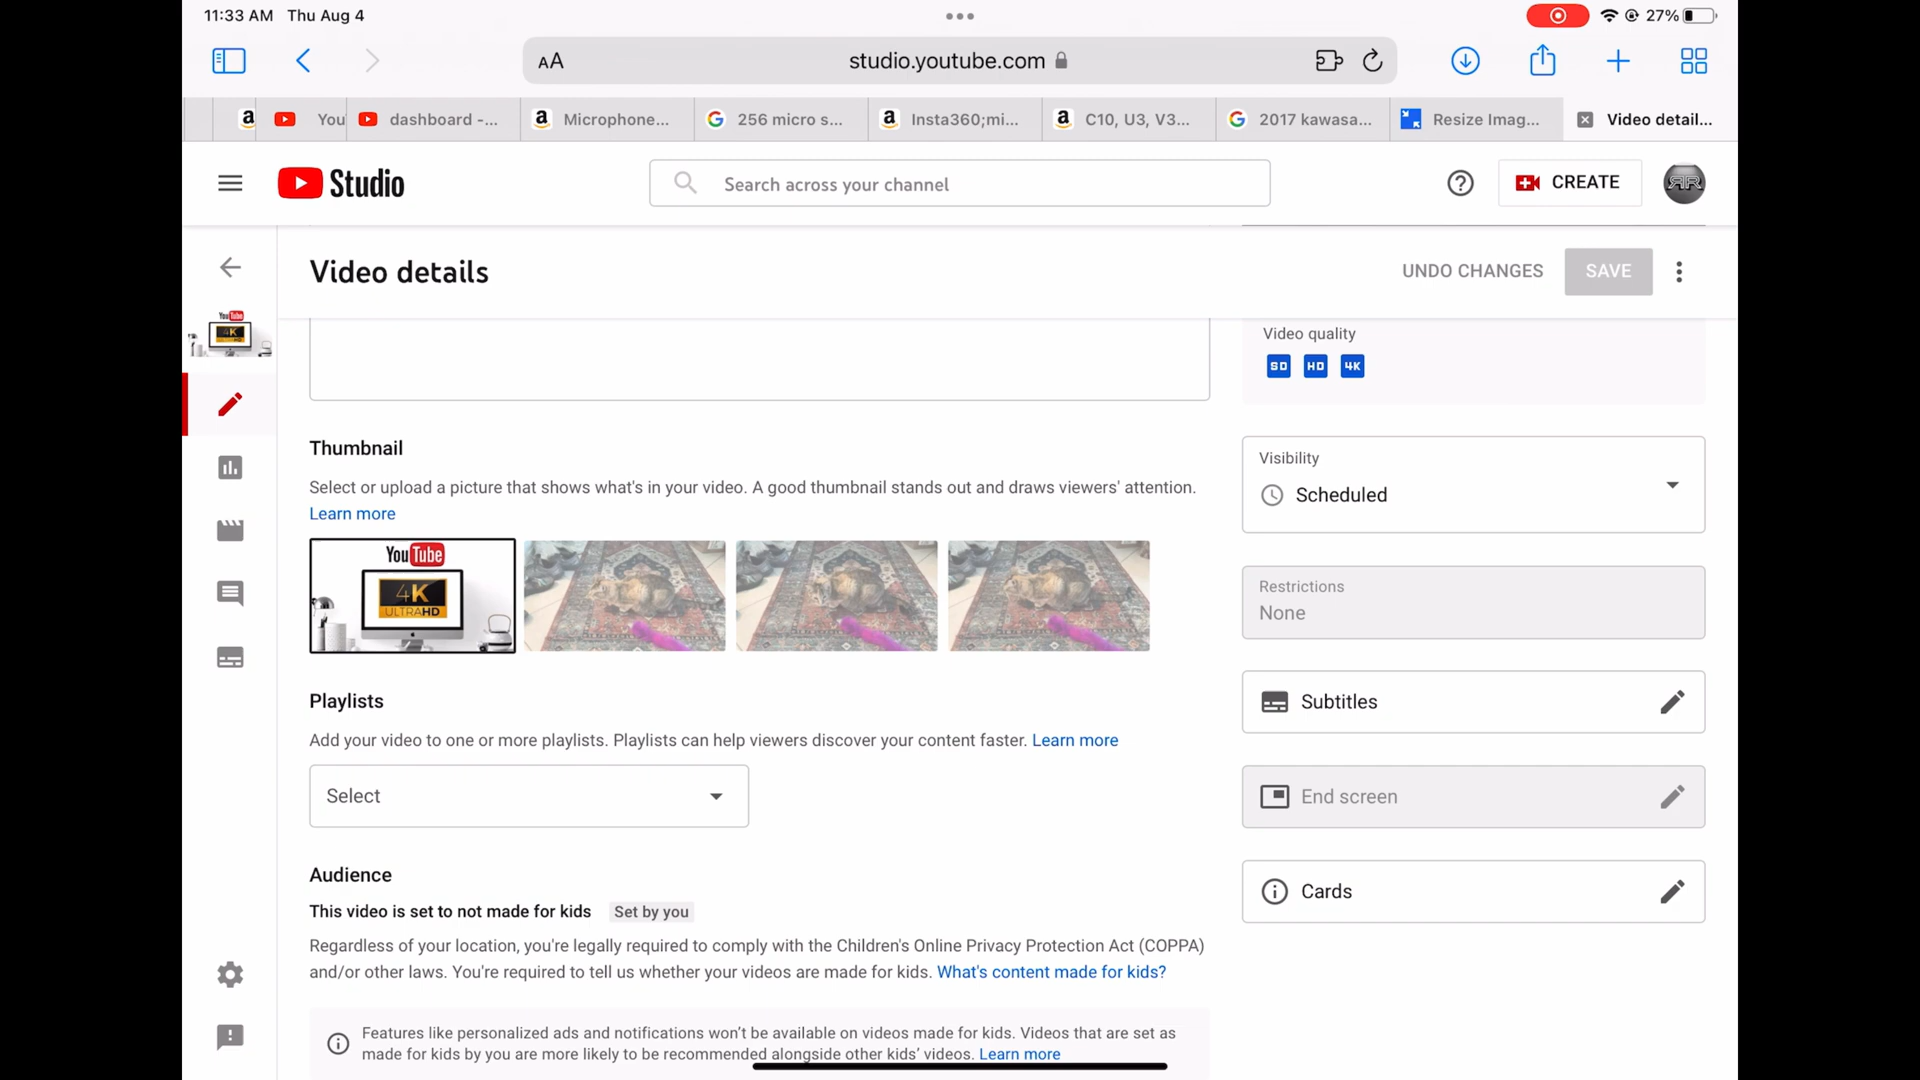 11:33 AM Thu Aug 4
27%
AA
studio.youtube.com
You
dashboard -...
Microphone...
256 micro s...
Insta360;mi...
C10, U3, V3...
2017 kawasa...
Resize Imag...
Video detail...
Studio
Search across your channel
CREATE
Video details
UNDO CHANGES
SAVE
Video quality
SD HD 4K
Thumbnail
Select or upload a picture that shows what's in your video. A good thumbnail stands out and draws viewers' attention.
Learn more
YouTube
4K
ULTRAHD
Visibility
Scheduled
Restrictions
None
Subtitles
End screen
Cards
Playlists
Add your video to one or more playlists. Playlists can help viewers discover your content faster. Learn more
Select
Audience
This video is set to not made for kids Set by you
Regardless of your location, you're legally required to comply with the Children's Online Privacy Protection Act (COPPA)
and/or other laws. You're required to tell us whether your videos are made for kids. What's content made for kids?
Features like personalized ads and notifications won't be available on videos made for kids. Videos that are set as
made for kids by you are more likely to be recommended alongside other kids' videos. Learn more